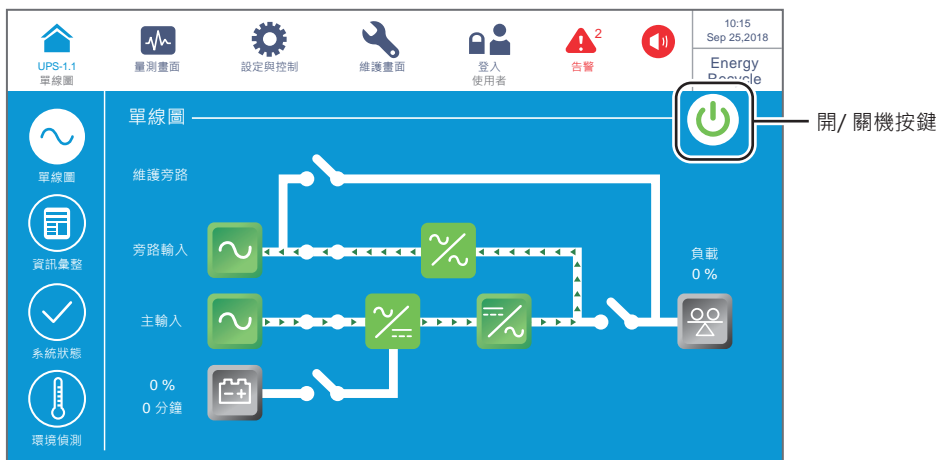 UPS-1.1
單線圖
量測畫面
設定與控制
維護畫面
登入
使用者
2
告警
10:15
Sep 25,2018
Energy
Recycle
單線圖
開/ 關機按鍵
單線圖
資訊彙整
系統狀態
環境偵測
維護旁路
旁路輸入
主輸入
0 %
0 分鐘
負載
0 %